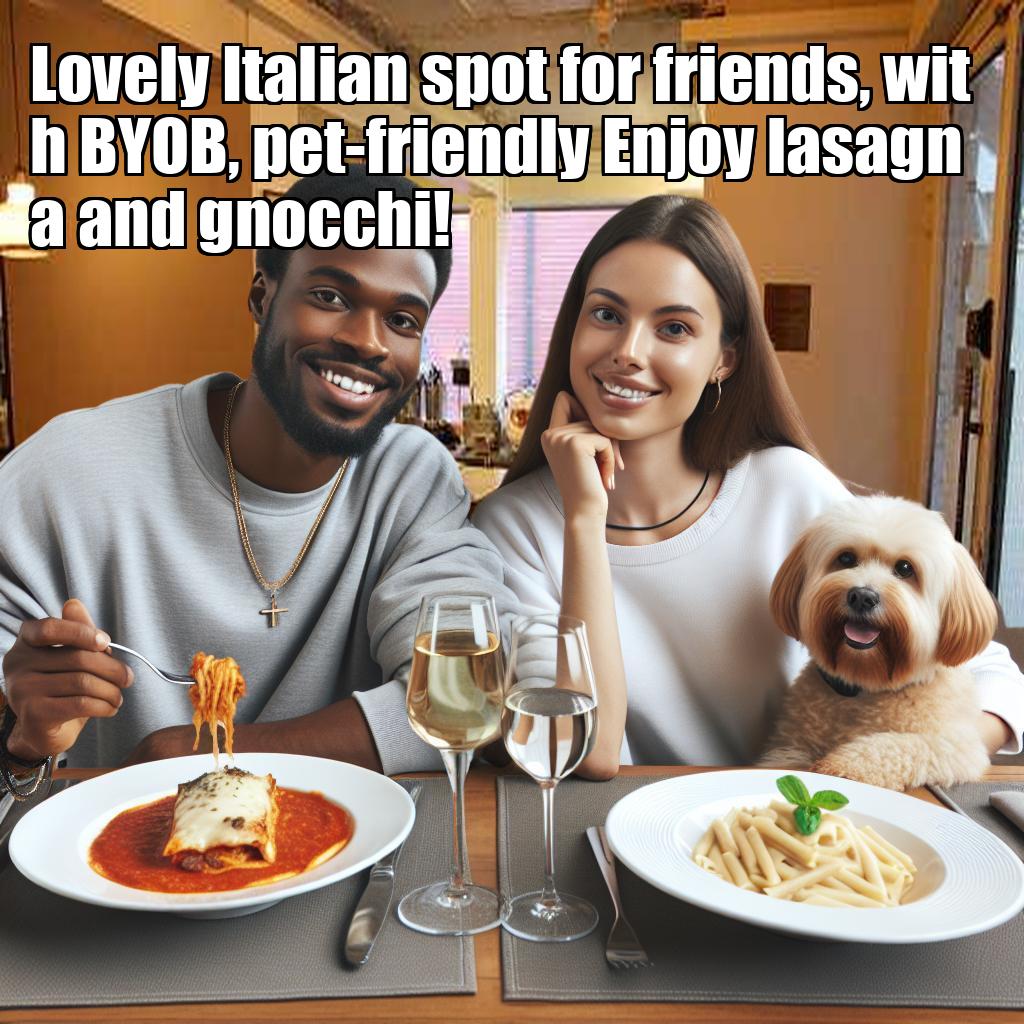 Lovely Italian spot for friends, wit
h BYOB, pet-friendly Enjoy lasagn
a and gnocchi!